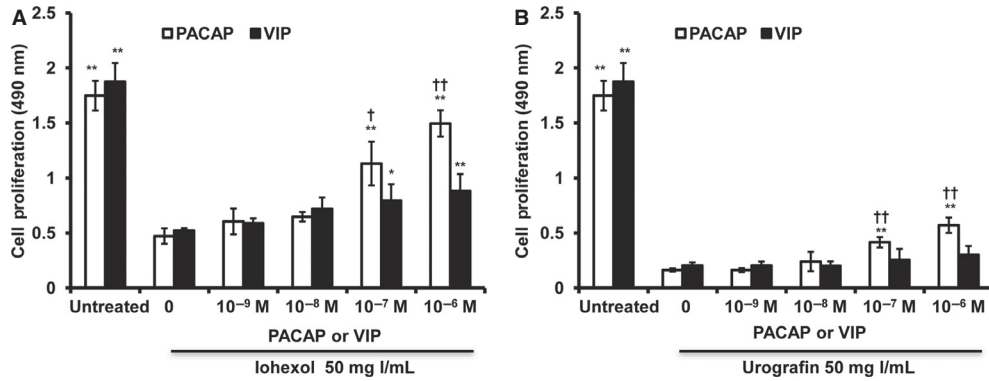 A
Cell proliferation (490 nm)
2.5
2
1.5
1
0.5
0
PACAP VIP
** **
† **
*
†† **
**
Untreated 0 10–9 M 10–8 M 10–7 M 10–6 M
PACAP or VIP
Iohexol 50 mg I/mL
B
Cell proliferation (490 nm)
2.5
2
1.5
1
0.5
0
PACAP VIP
** **
†† **
†† **
Untreated 0 10–9 M 10–8 M 10–7 M 10–6 M
PACAP or VIP
Urografin 50 mg I/mL